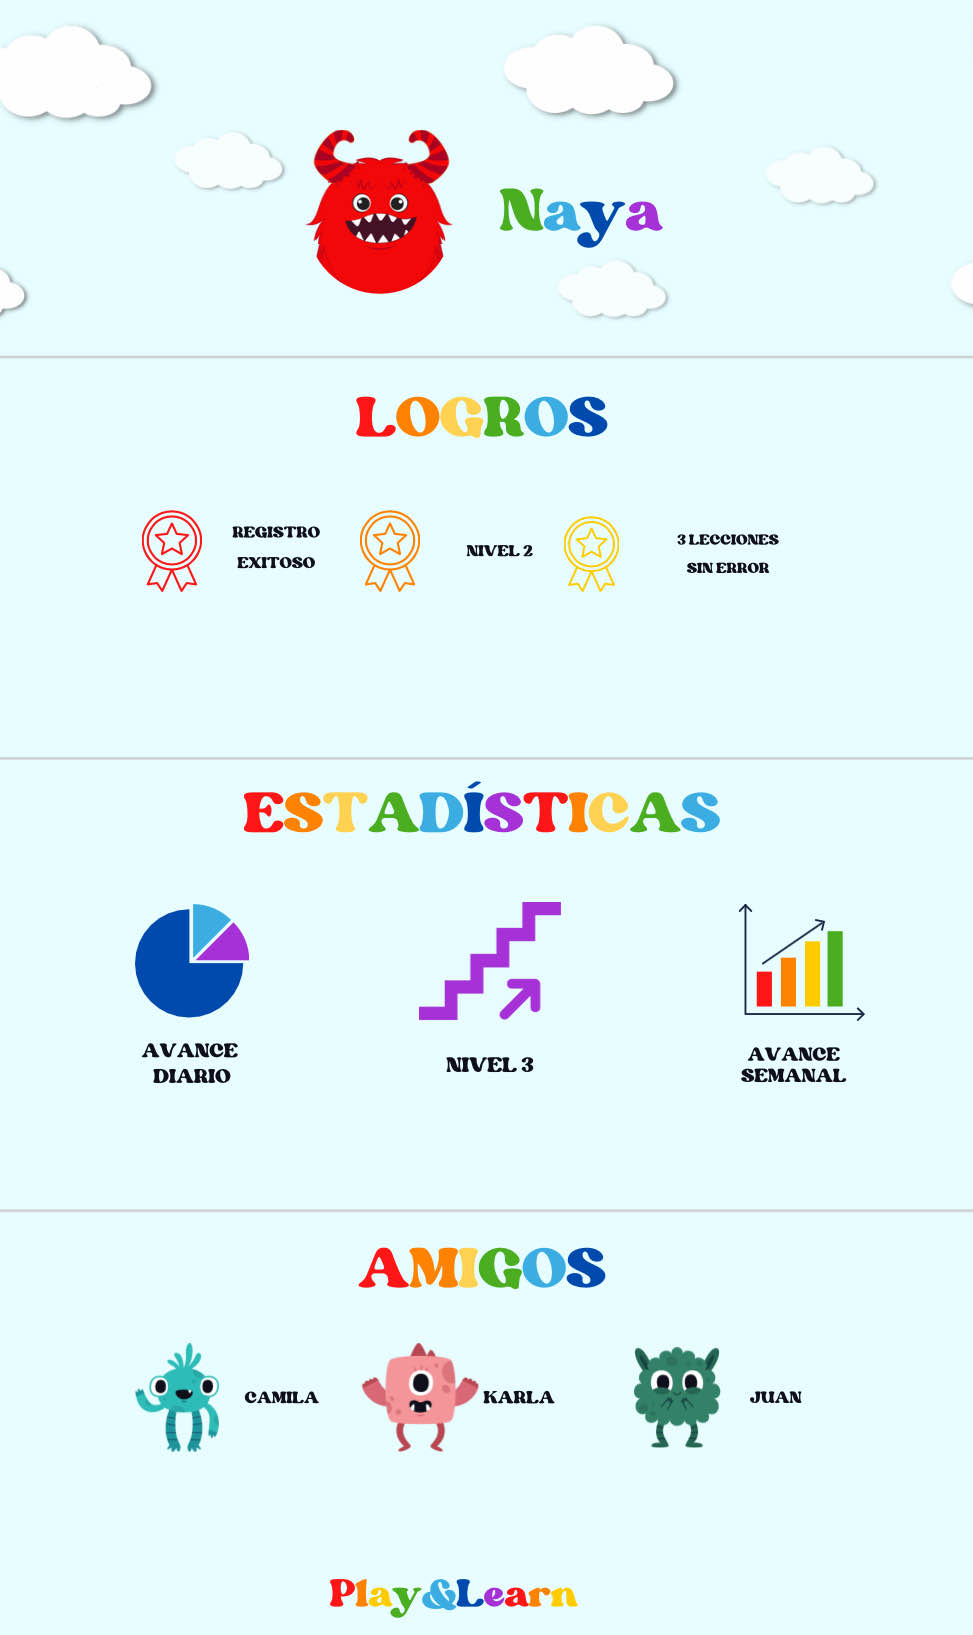 Naya
LOGROS
REGISTRO
EXITOSO
NIVEL 2
3 LECCIONES
SIN ERROR
ESTADÍSTICAS
AVANCE
DIARIO
NIVEL 3
AVANCE
SEMANAL
AMIGOS
CAMILA
KARLA
JUAN
Play&Learn